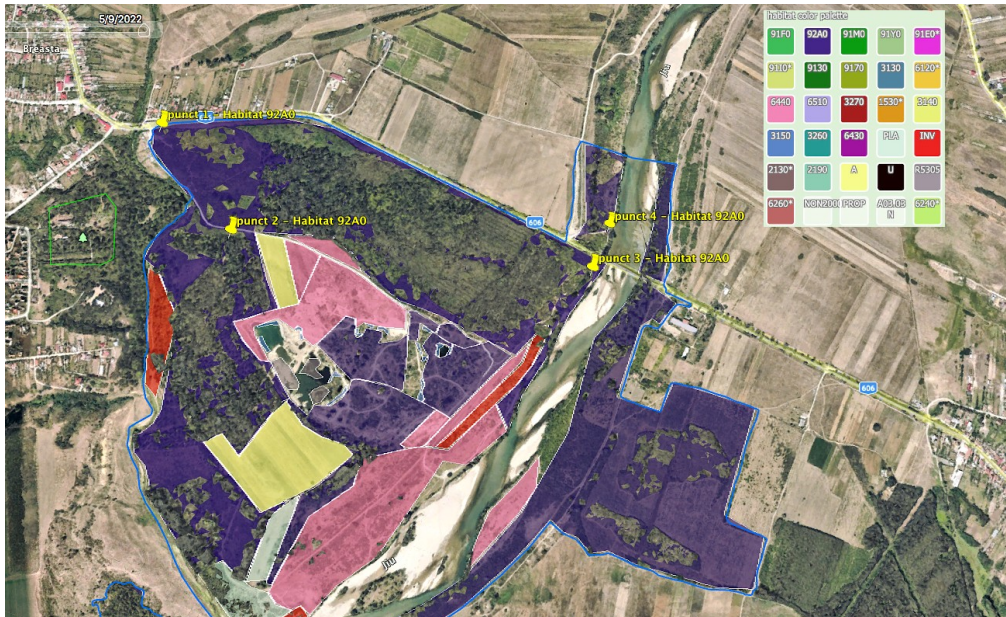 5/9/2022
Breasta
punct 1 - Habitat 92A0
punct 2 - Habitat 92A0
606
punct 4 - Habitat 92A0
punct 3 - Habitat 92A0
606
Jiu
Jiu
habitat color palette
91F0 92A0 91M0 91Y0 91E0*
91I0* 9130 9170 3130 6120*
6440 6510 3270 1530* 3140
3150 3260 6430 PLA INV
2130* 2190 A U R5305
6260* NON2000 PROP A03.03 N 6240*